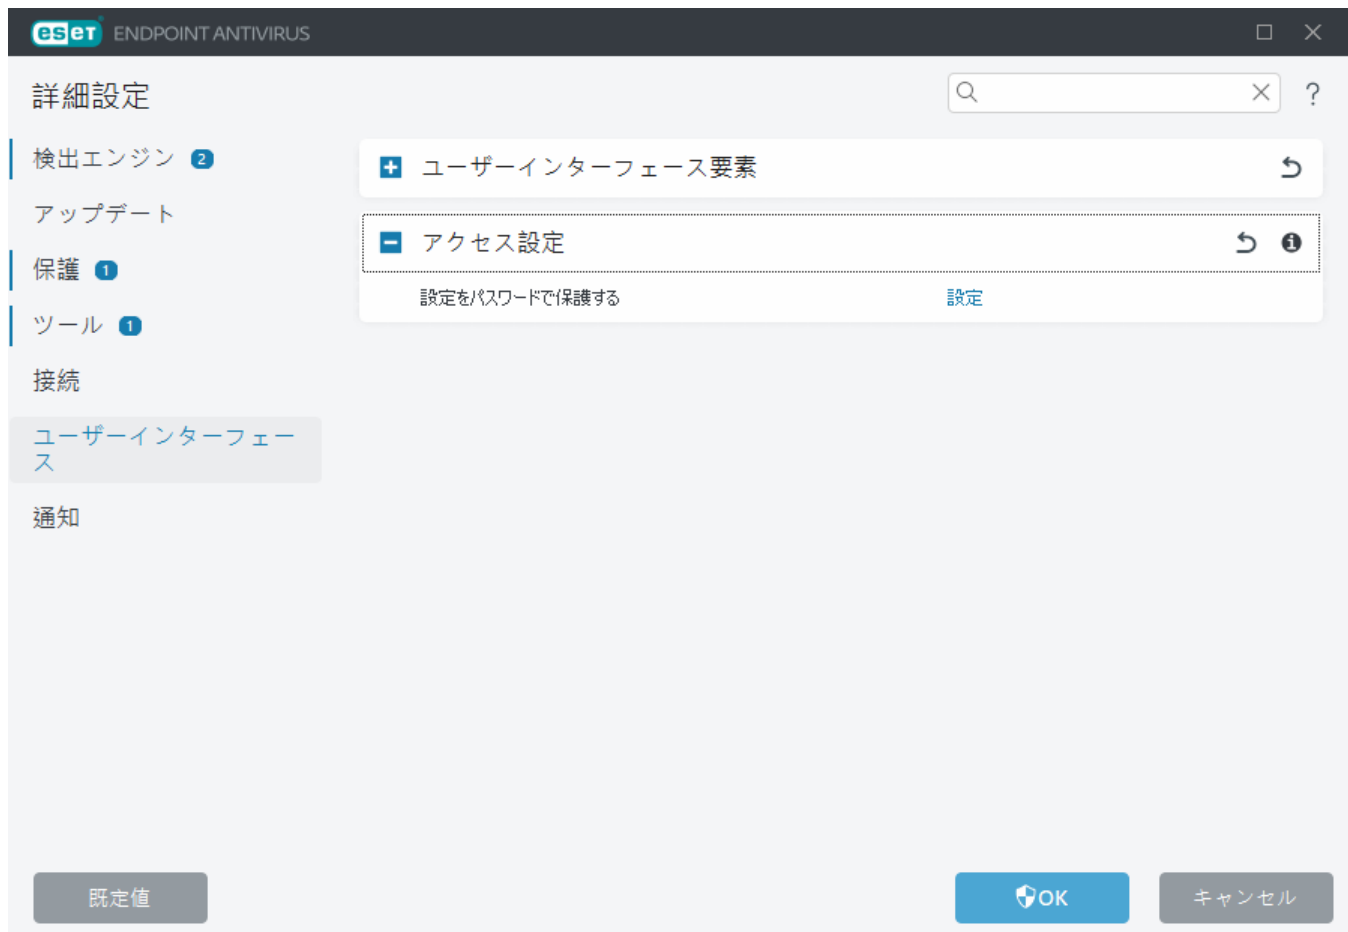 eset ENDPOINT ANTIVIRUS
詳細設定
?
検出エンジン 2
アップデート
保護 1
ツール 1
接続
ユーザーインターフェー
ス
通知
ユーザーインターフェース要素
アクセス設定
設定をパスワードで保護する
設定
既定値
OK
キャンセル